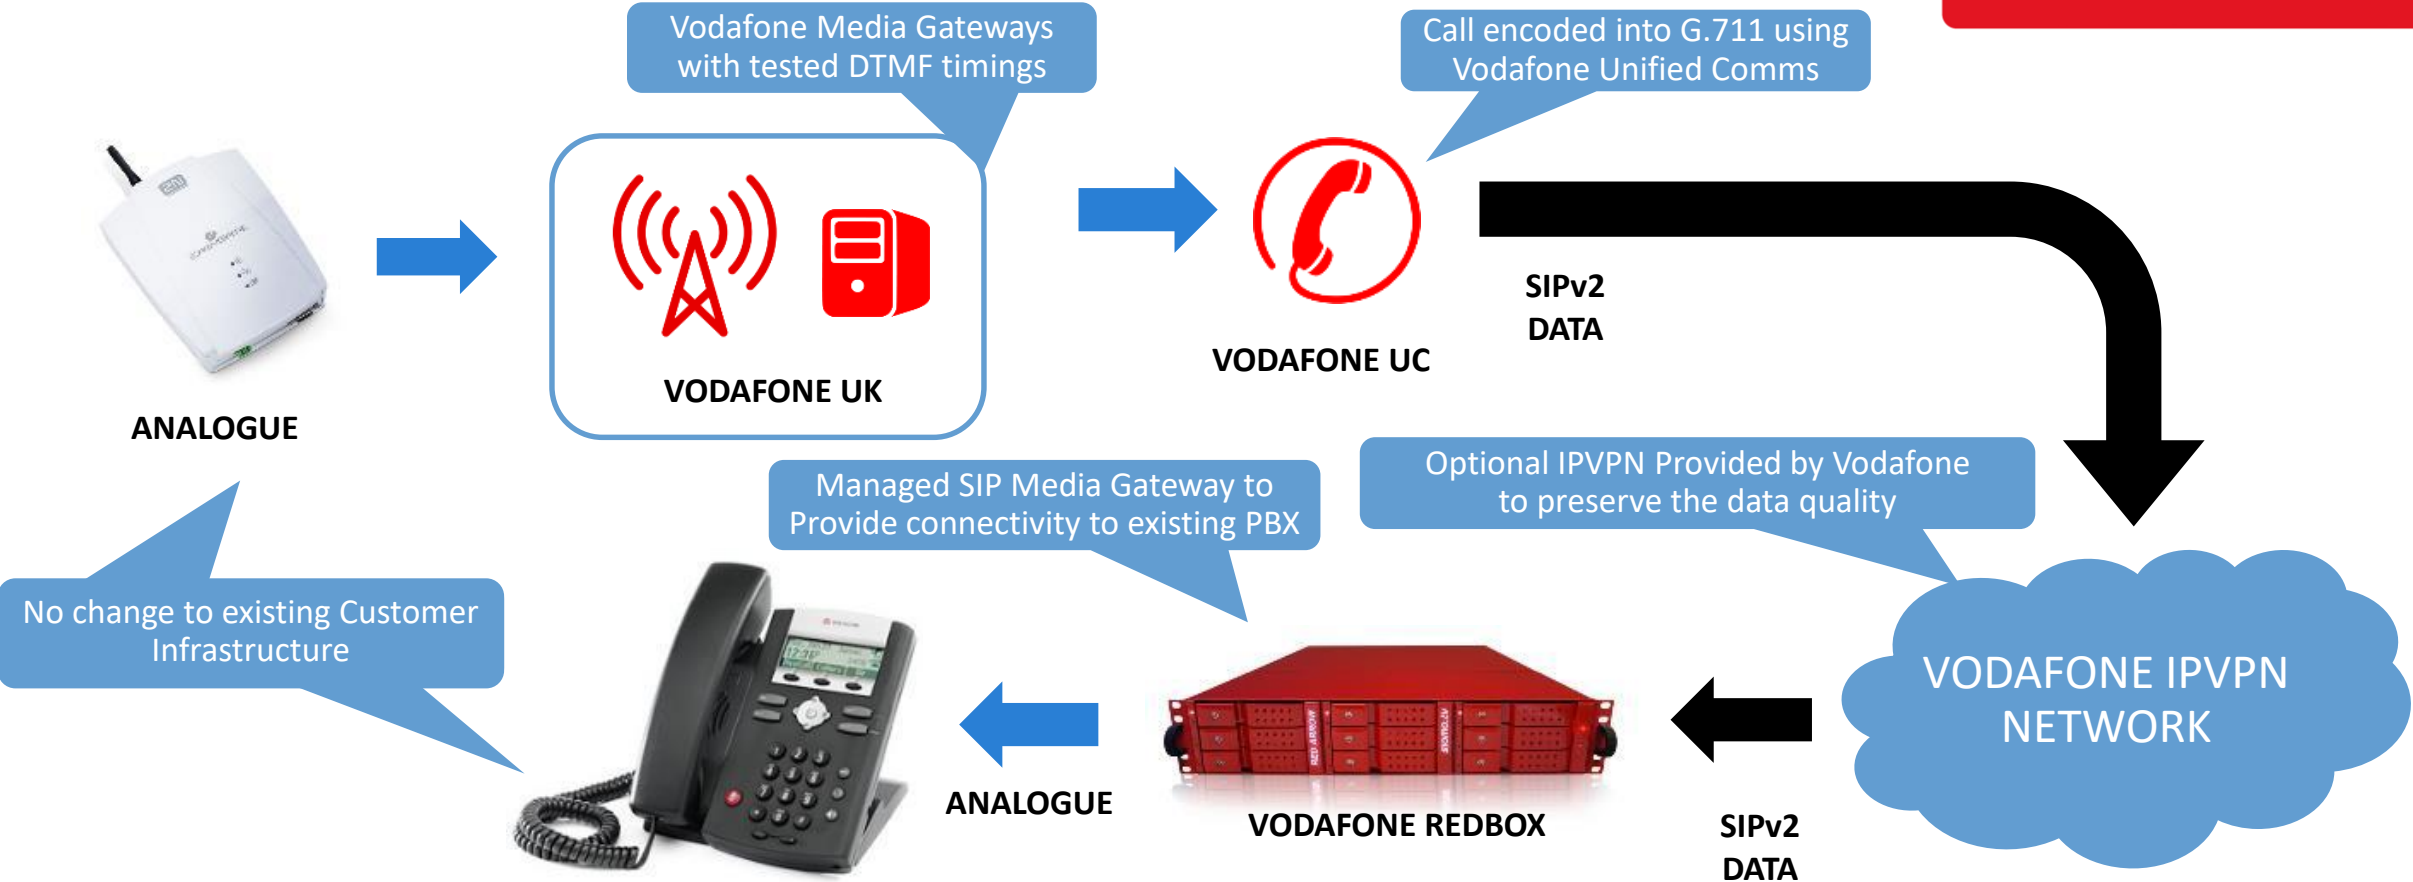 Vodafone Media Gateways
with tested DTMF timings
Call encoded into G.711 using
Vodafone Unified Comms
ANALOGUE
VODAFONE UK
VODAFONE UC
SIPv2
DATA
Managed SIP Media Gateway to
Provide connectivity to existing PBX
Optional IPVPN Provided by Vodafone
to preserve the data quality
No change to existing Customer
Infrastructure
VODAFONE IPVPN
NETWORK
RED ARROW
ANALOGUE
VODAFONE REDBOX
SIPv2
DATA